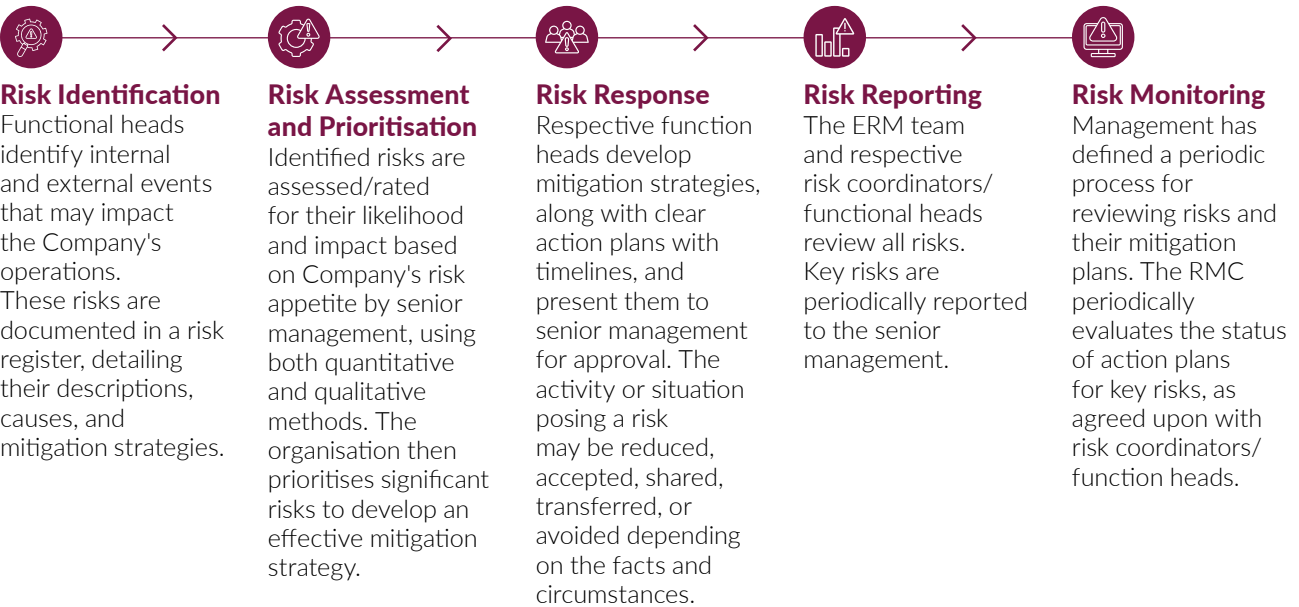 Risk Identification
Functional heads
identify internal
and external events
that may impact
the Company's
operations.
These risks are
documented in a risk
register, detailing
their descriptions,
causes, and
mitigation strategies.
Risk Assessment
and Prioritisation
Identified risks are
assessed/rated
for their likelihood
and impact based
on Company's risk
appetite by senior
management, using
both quantitative
and qualitative
methods. The
organisation then
prioritises significant
risks to develop an
effective mitigation
strategy.
Risk Response
Respective function
heads develop
mitigation strategies,
along with clear
action plans with
timelines, and
present them to
senior management
for approval. The
activity or situation
posing a risk
may be reduced,
accepted, shared,
transferred, or
avoided depending
on the facts and
circumstances.
Risk Reporting
The ERM team
and respective
risk coordinators/
functional heads
review all risks.
Key risks are
periodically reported
to the senior
management.
Risk Monitoring
Management has
defined a periodic
process for
reviewing risks and
their mitigation
plans. The RMC
periodically
evaluates the status
of action plans
for key risks, as
agreed upon with
risk coordinators/
function heads.